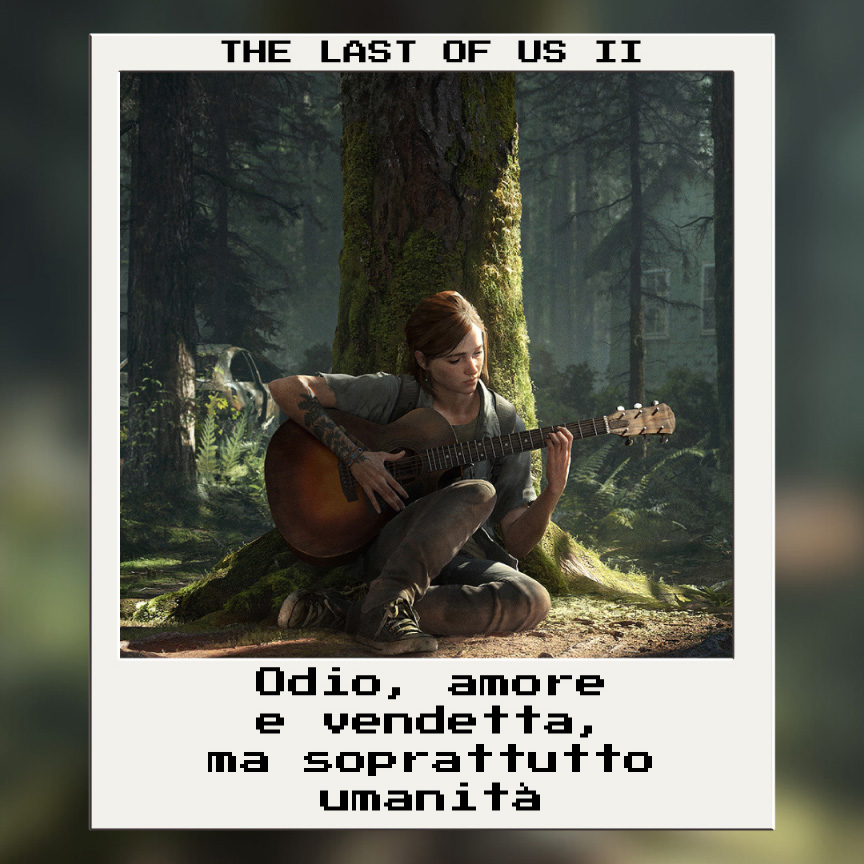 THE LAST OF US II
Odio, amore
e vendetta,
ma soprattutto
umanità